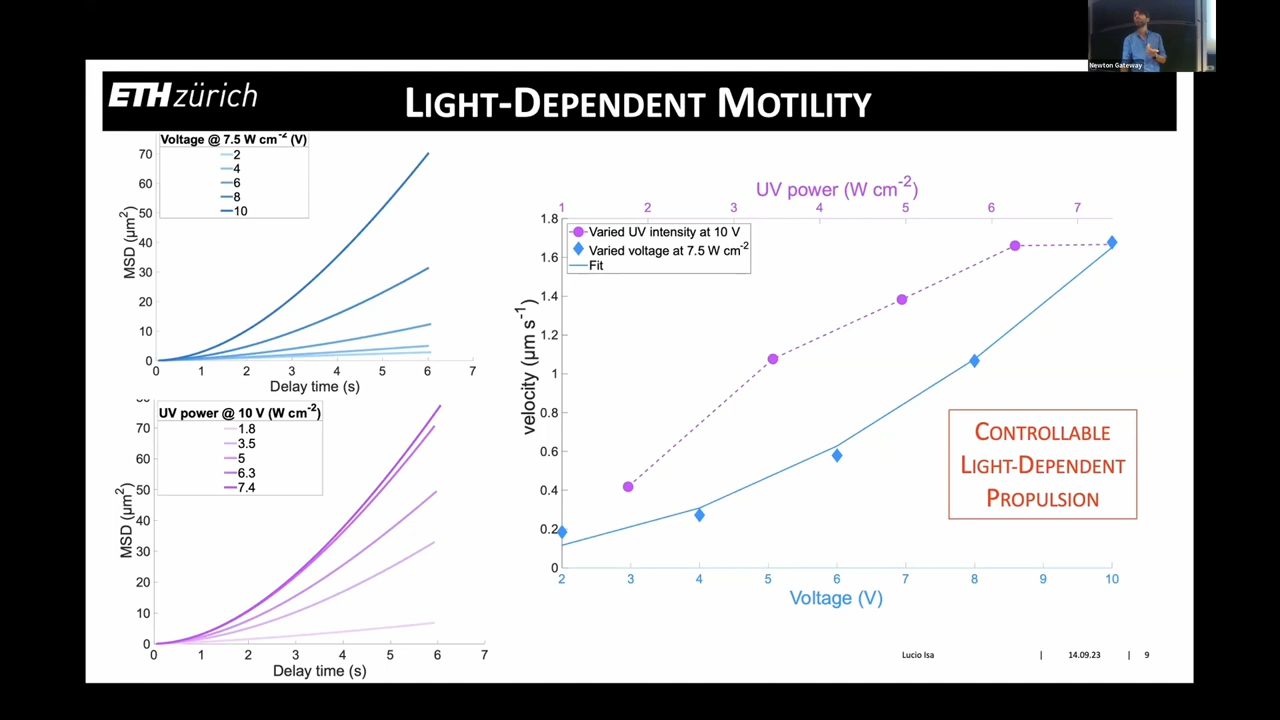 Newton Gateway
ETH zürich
LIGHT-DEPENDENT MOTILITY
Voltage @ 7.5 W cm-2 (V)
2
4
6
8
10
70
60
50
40
30
20
10
0
MSD (μm2)
0 1 2 3 4 5 6 7
Delay time (s)
UV power @ 10 V (W cm-2)
1.8
3.5
5
6.3
7.4
80
70
60
50
40
30
20
10
0
MSD (μm2)
0 1 2 3 4 5 6 7
Delay time (s)
UV power (W cm-2)
1 2 3 4 5 6 7
Varied UV intensity at 10 V
Varied voltage at 7.5 W cm-2
Fit
1.8
1.6
1.4
1.2
1
0.8
0.6
0.4
0.2
0
velocity (μm s-1)
2 3 4 5 6 7 8 9 10
Voltage (V)
CONTROLLABLE
LIGHT-DEPENDENT
PROPULSION
Lucio Isa | 14.09.23 | 9